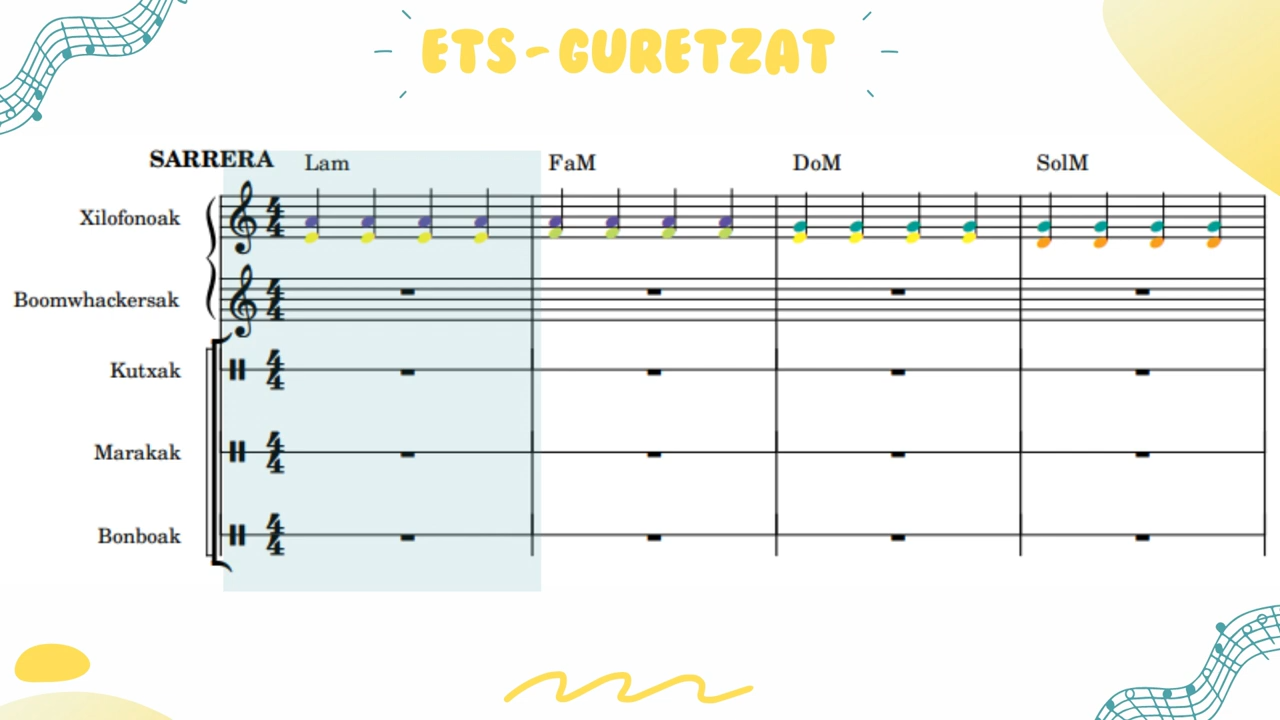 ETS - GURETZAT
SARRERA Lam FaM DoM SolM
Xilofonoak
Boomwhackersak
Kutxak
Marakak
Bonboak